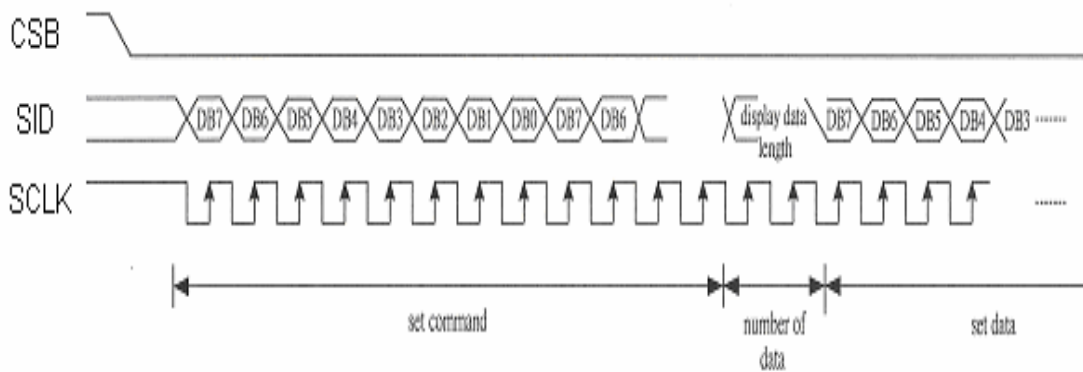 CSB
SID DB7 DB6 DB5 DB4 DB3 DB2 DB1 DB0 DB7 DB6 display data length DB7 DB6 DB5 DB4 DB3 ........
SCLK ........
set command
number of data
set data